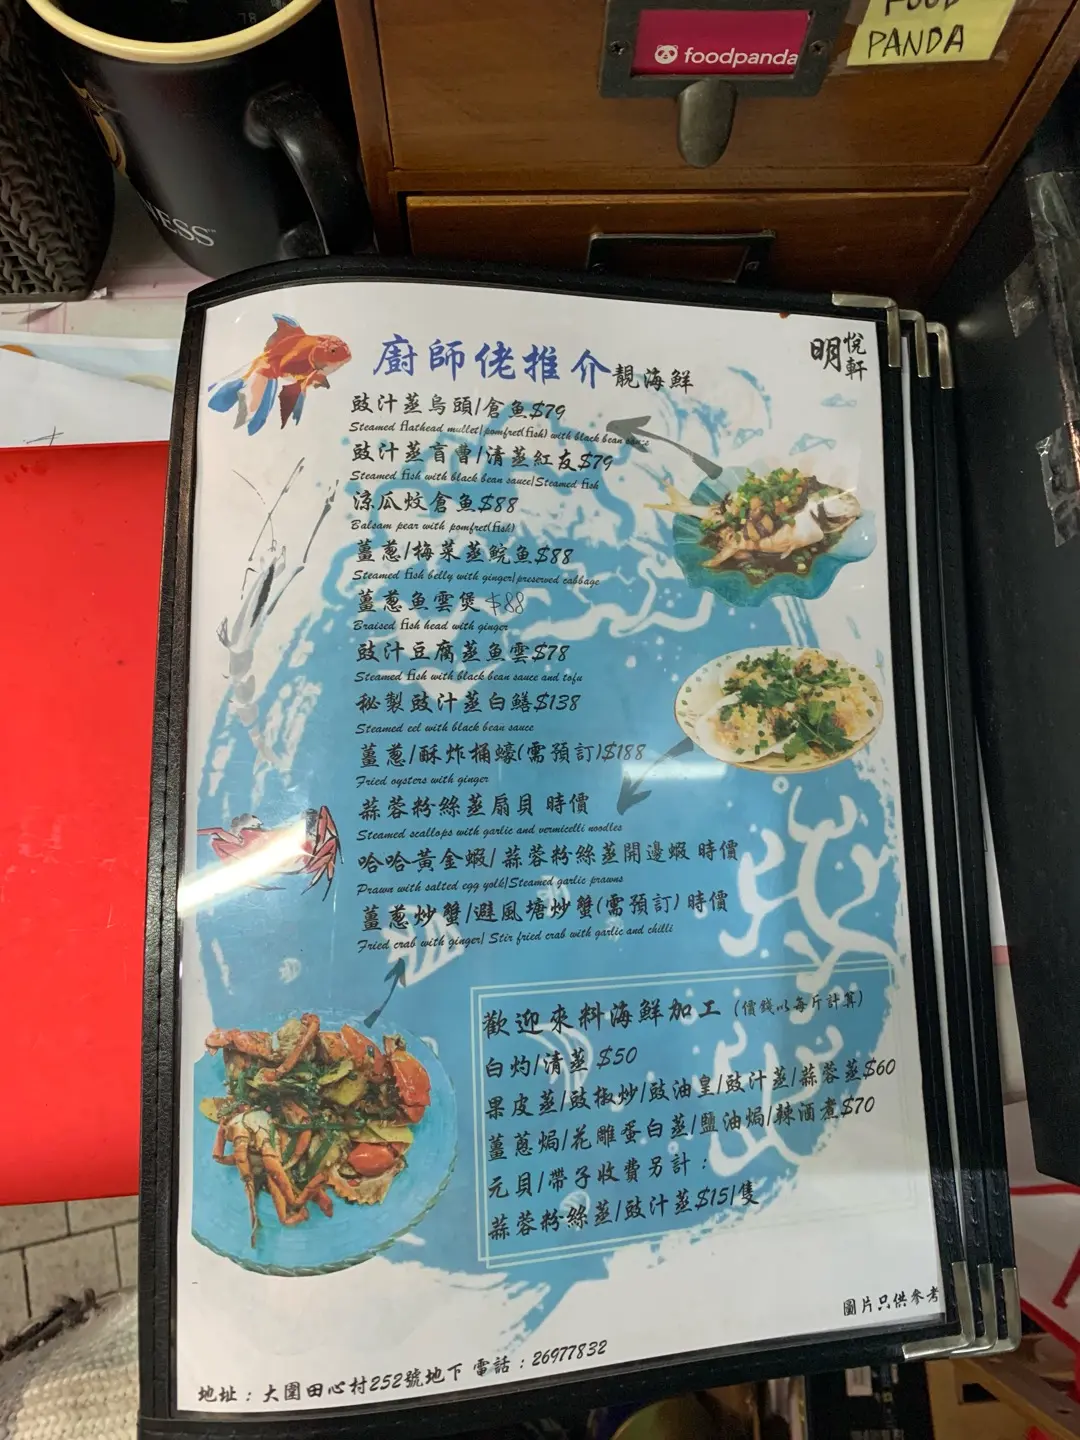 FOOD
PANDA
foodpanda
NESS
廚師佬推介靚海鮮
明悅軒
豉汁蒸烏頭/倉魚$79
Steamed flathead mullet/pomfret(fish) with black bean sauce
豉汁蒸盲曹/清蒸紅友$79
Steamed fish with black bean sauce/Steamed fish
涼瓜炆倉魚$88
Balsam pear with pomfret(fish)
薑蔥/梅菜蒸鯇魚$88
Steamed fish belly with ginger/preserved cabbage
薑蔥魚雲煲 $88
Braised fish head with ginger
豉汁豆腐蒸魚雲$78
Steamed fish with black bean sauce and tofu
秘製豉汁蒸白鱔$138
Steamed eel with black bean sauce
薑蔥/酥炸桶蠔(需預訂)$188
Fried oysters with ginger
蒜蓉粉絲蒸扇貝 時價
Steamed scallops with garlic and vermicelli noodles
哈哈黃金蝦/蒜蓉粉絲蒸開邊蝦 時價
Prawn with salted egg yolk/Steamed garlic prawns
薑蔥炒蟹/避風塘炒蟹(需預訂) 時價
Fried crab with ginger/ Stir fried crab with garlic and chilli
歡迎來料海鮮加工 (價錢以每斤計算)
白灼/清蒸 $50
果皮蒸/豉椒炒/豉油皇/豉汁蒸/蒜蓉蒸$60
薑蔥焗/花雕蛋白蒸/鹽油焗/辣酒煮$70
元貝/帶子收費另計：
蒜蓉粉絲蒸/豉汁蒸$15/隻
圖片只供參考
地址：大圍田心村252號地下 電話：26977832